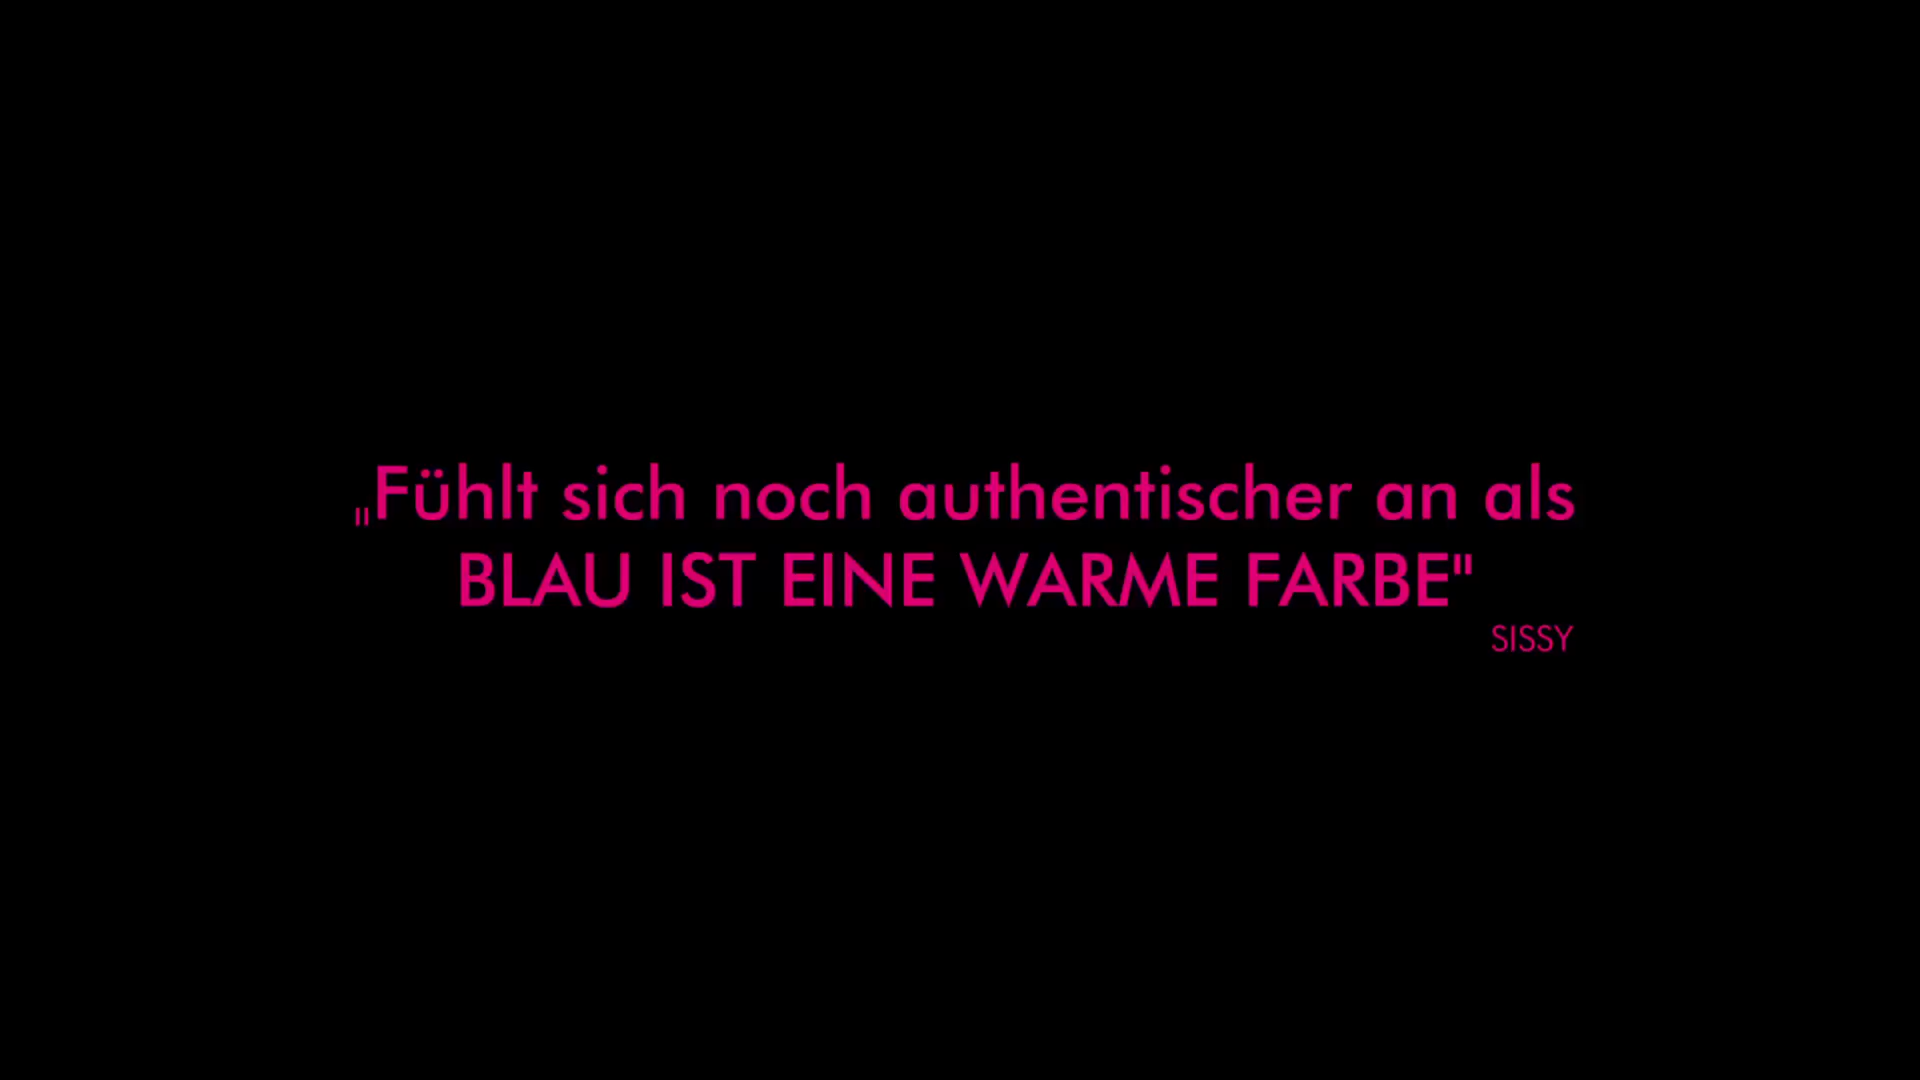 „Fühlt sich noch authentischer an als
BLAU IST EINE WARME FARBE"
SISSY